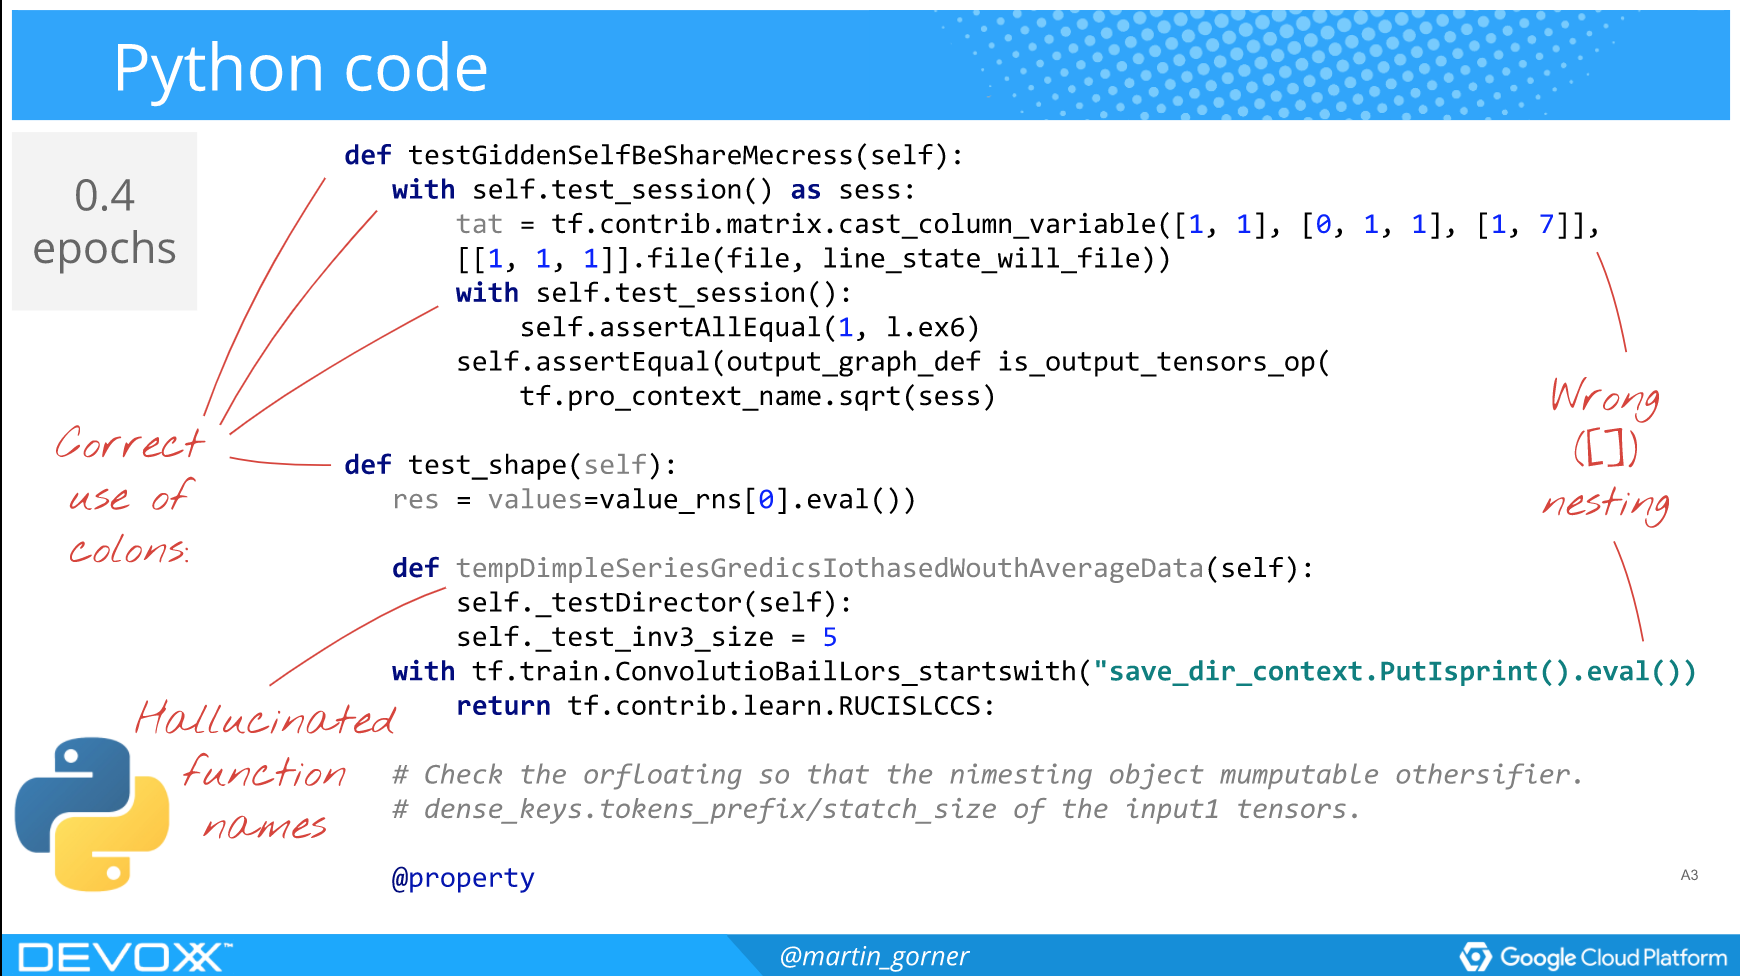 Python code
0.4
epochs
def testGiddenSelfBeShareMecress(self):
with self.test_session() as sess:
tat = tf.contrib.matrix.cast_column_variable([1, 1], [0, 1, 1], [1, 7]],
[[1, 1, 1]].file(file, line_state_will_file))
with self.test_session():
self.assertAllEqual(1, l.ex6)
self.assertEqual(output_graph_def is_output_tensors_op(
tf.pro_context_name.sqrt(sess)
Correct
use of
colons:
Wrong
([])
nesting
def test_shape(self):
res = values=value_rns[0].eval())
def tempDimpleSeriesGredicsIothasedWouthAverageData(self):
self._testDirector(self):
self._test_inv3_size = 5
with tf.train.ConvolutioBailLors_startswith("save_dir_context.PutIsprint().eval())
return tf.contrib.learn.RUCISLCCS:
Hallucinated
function
names
# Check the orfloating so that the nimesting object mumputable othersifier.
# dense_keys.tokens_prefix/statch_size of the input1 tensors.
@property
A3
DEVOXX™
@martin_gorner
Google Cloud Platform